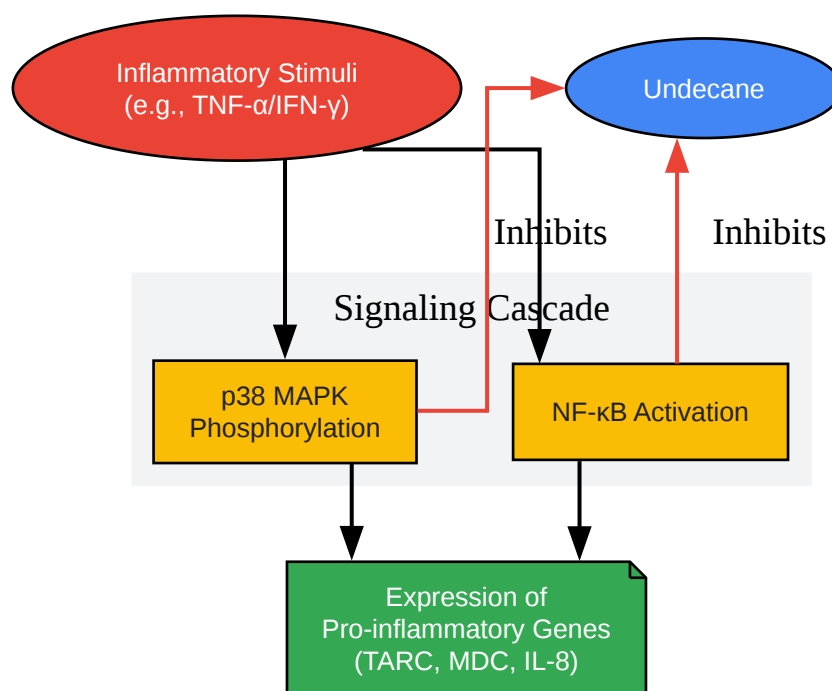 Inflammatory Stimuli
(e.g., TNF-α/IFN-γ)
Undecane
Inhibits
Inhibits
Signaling Cascade
p38 MAPK
Phosphorylation
NF-κB Activation
Expression of
Pro-inflammatory Genes
(TARC, MDC, IL-8)